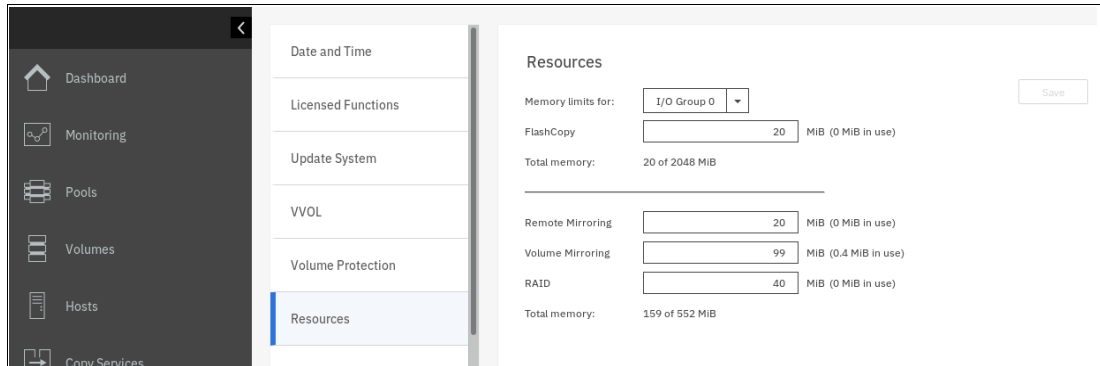 Dashboard
Monitoring
Pools
Volumes
Hosts
Copy Services
Date and Time
Licensed Functions
Update System
VVOL
Volume Protection
Resources
Resources
Save
Memory limits for: I/O Group 0
FlashCopy 20 MiB (0 MiB in use)
Total memory: 20 of 2048 MiB
Remote Mirroring 20 MiB (0 MiB in use)
Volume Mirroring 99 MiB (0.4 MiB in use)
RAID 40 MiB (0 MiB in use)
Total memory: 159 of 552 MiB